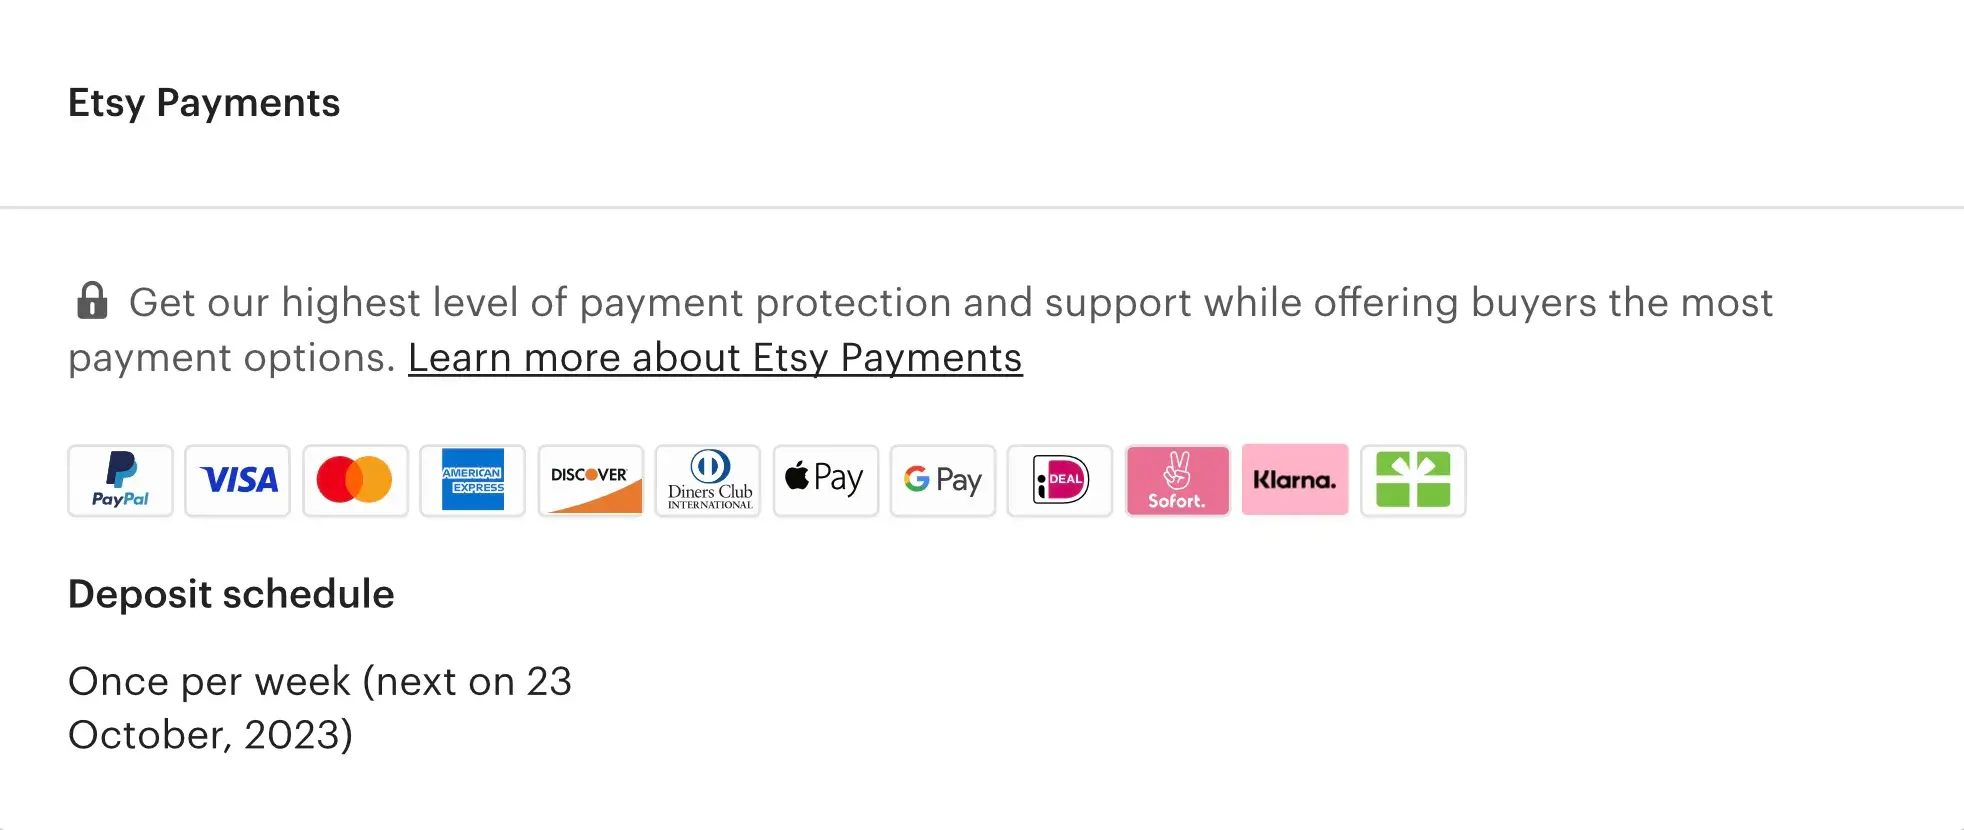 Etsy Payments
Get our highest level of payment protection and support while offering buyers the most
payment options. Learn more about Etsy Payments
PayPal VISA AMERICAN EXPRESS DISCOVER Diners Club INTERNATIONAL Pay G Pay iDEAL Sofort. Klarna.
Deposit schedule
Once per week (next on 23
October, 2023)